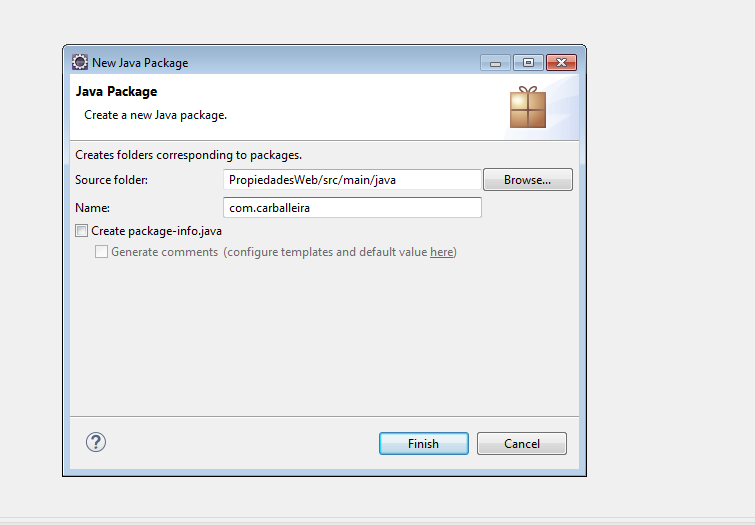 New Java Package
Java Package
Create a new Java package.
Creates folders corresponding to packages.
Source folder: PropiedadesWeb/src/main/java Browse...
Name: com.carballeira
Create package-info.java
Generate comments (configure templates and default value here)
? Finish Cancel